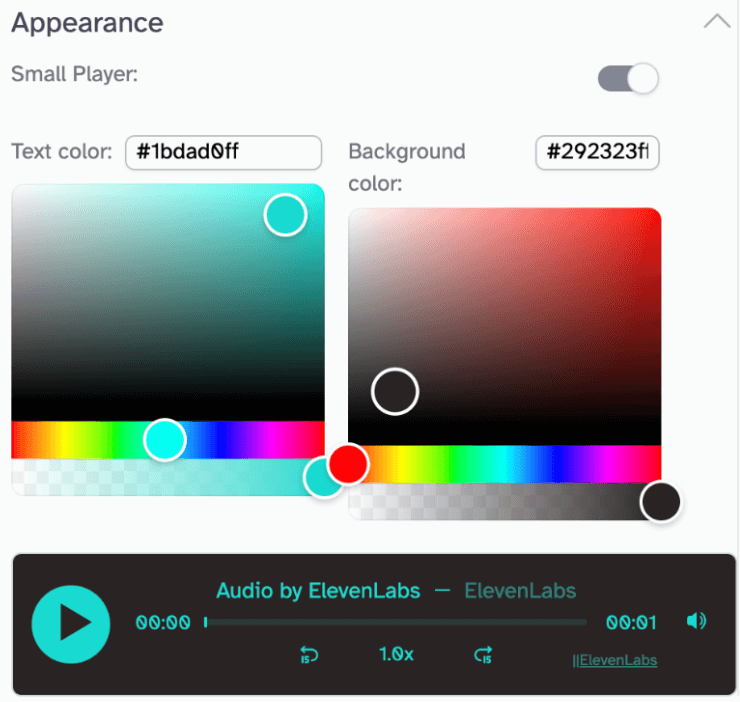 Appearance
Small Player:
Text color: #1bdad0ff
Background color: #292323f
Audio by ElevenLabs — ElevenLabs
00:00 00:01
15 1.0x 15
||ElevenLabs